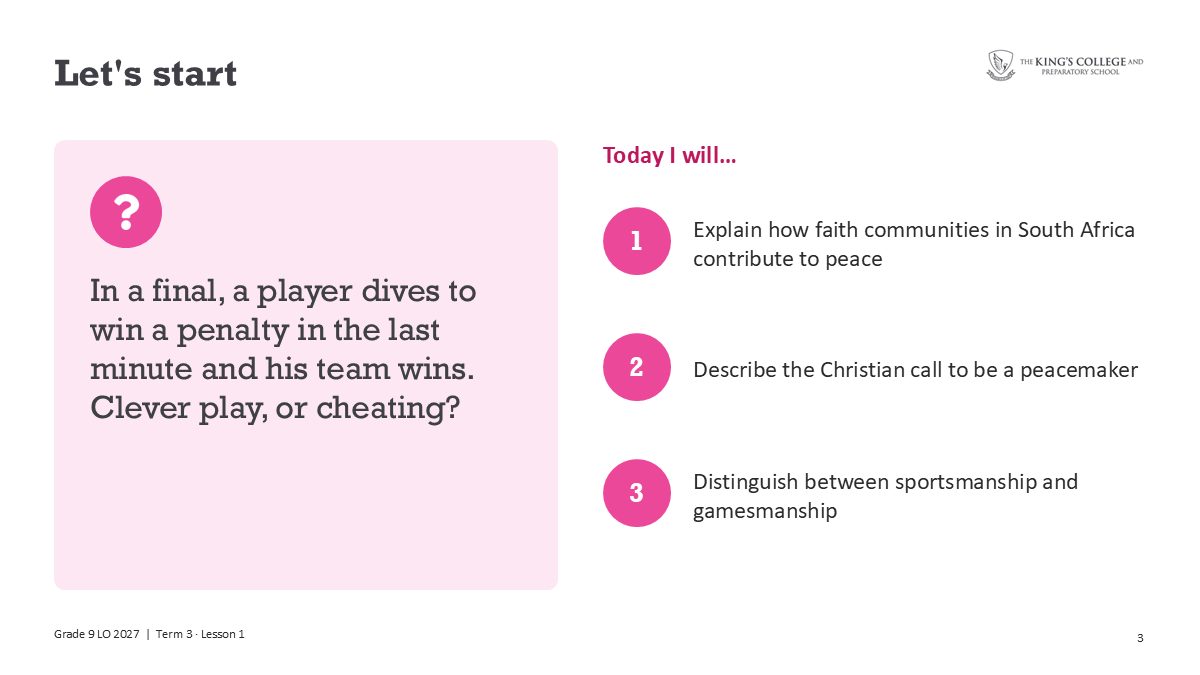 Let's start
THE KING'S COLLEGE AND
PREPARATORY SCHOOL
?
In a final, a player dives to
win a penalty in the last
minute and his team wins.
Clever play, or cheating?
Today I will...
1
Explain how faith communities in South Africa
contribute to peace
2
Describe the Christian call to be a peacemaker
3
Distinguish between sportsmanship and
gamesmanship
Grade 9 LO 2027 | Term 3 · Lesson 1
3